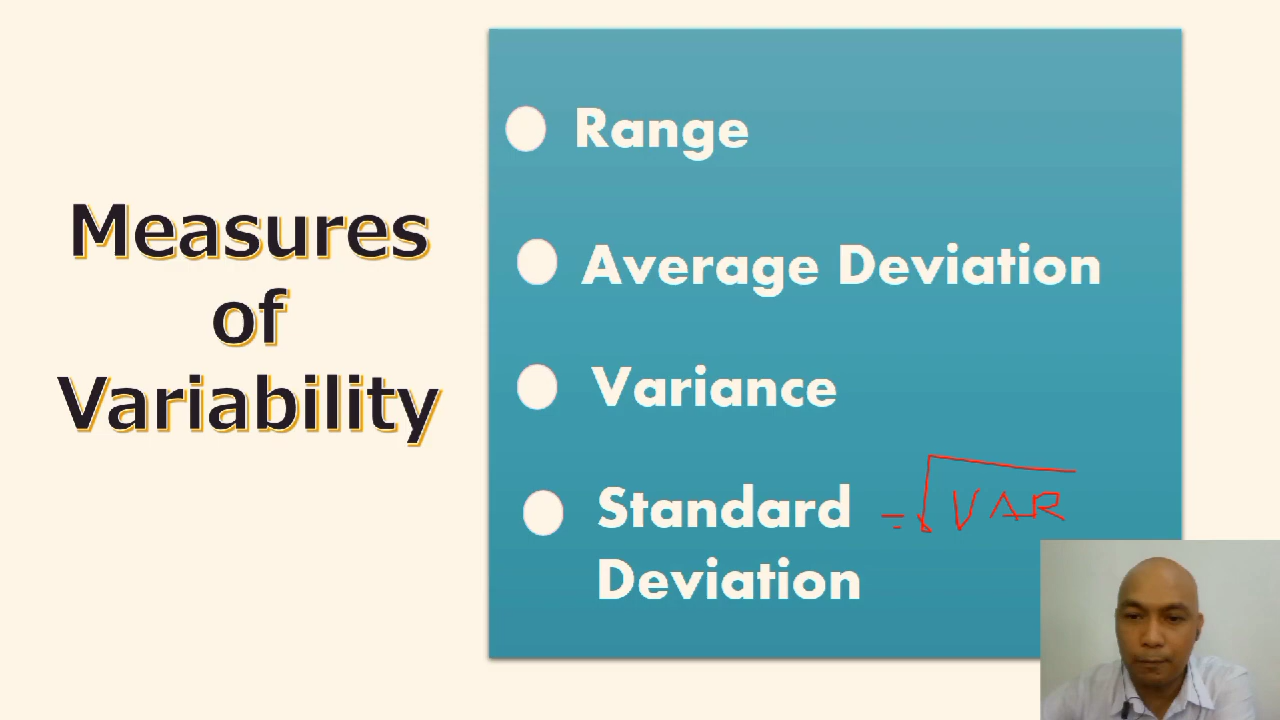 Measures
of
Variability
Range
Average Deviation
Variance
Standard = √VAR
Deviation